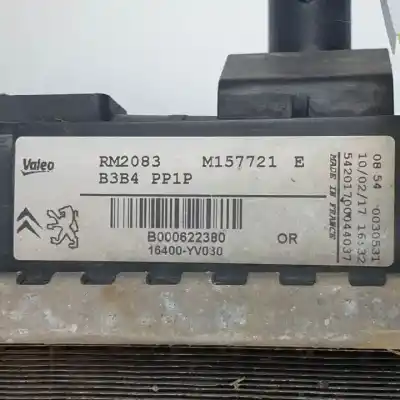 Valeo
RM2083 M157721 E
B3B4 PP1P
B000622380 OR
16400-YV030
08 54 0030531
10/02/17 16:32
54201700044037
MADE IN FRANCE